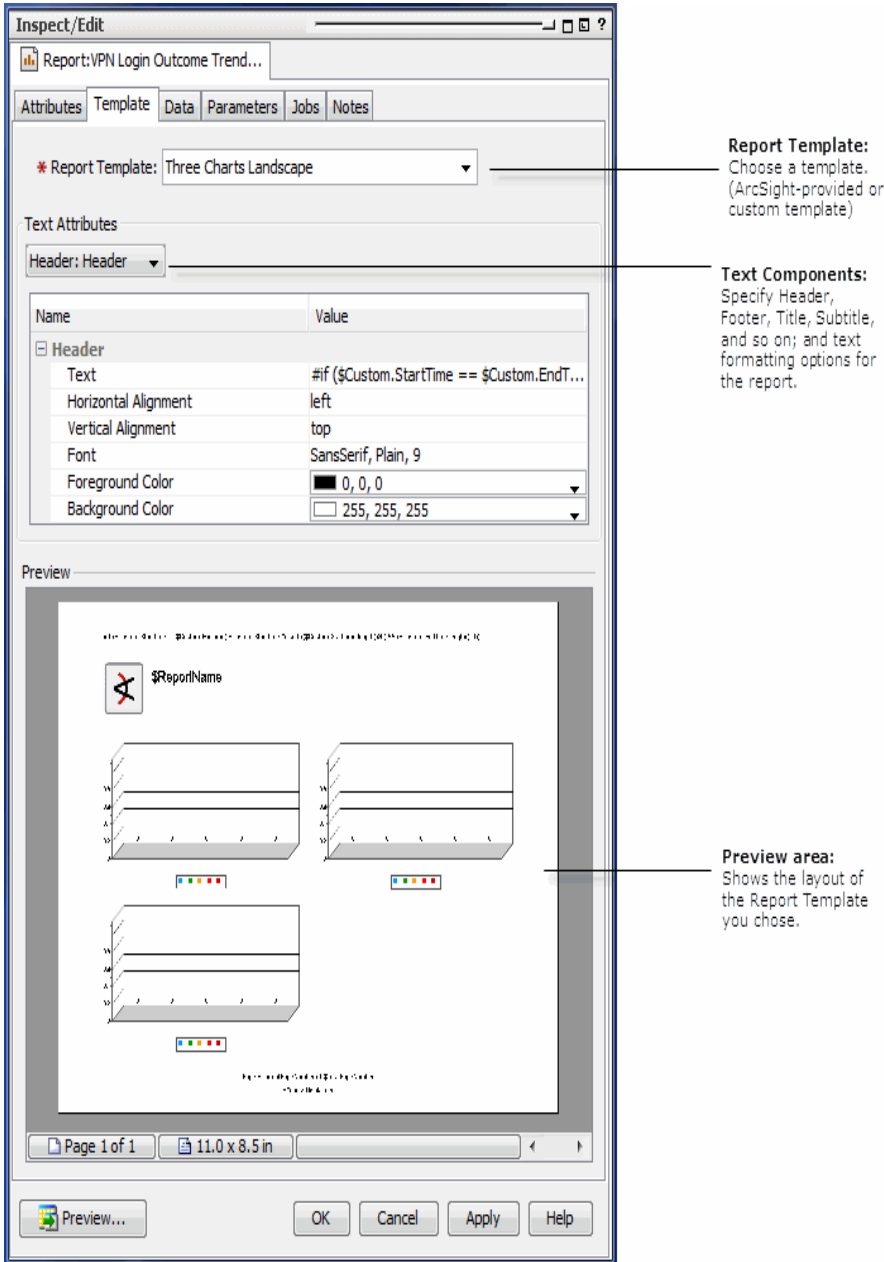 Inspect/Edit
?
Report:VPN Login Outcome Trend...
Attributes Template Data Parameters Jobs Notes
* Report Template: Three Charts Landscape
Text Attributes
Header: Header
Name Value
Header
Text #if ($Custom.StartTime == $Custom.EndT...
Horizontal Alignment left
Vertical Alignment top
Font SansSerif, Plain, 9
Foreground Color 0, 0, 0
Background Color 255, 255, 255
Preview
$ReportName
Page 1 of 1 11.0 x 8.5 in
Preview... OK Cancel Apply Help
Report Template:
Choose a template.
(ArcSight-provided or
custom template)
Text Components:
Specify Header,
Footer, Title, Subtitle,
and so on; and text
formatting options for
the report.
Preview area:
Shows the layout of
the Report Template
you chose.